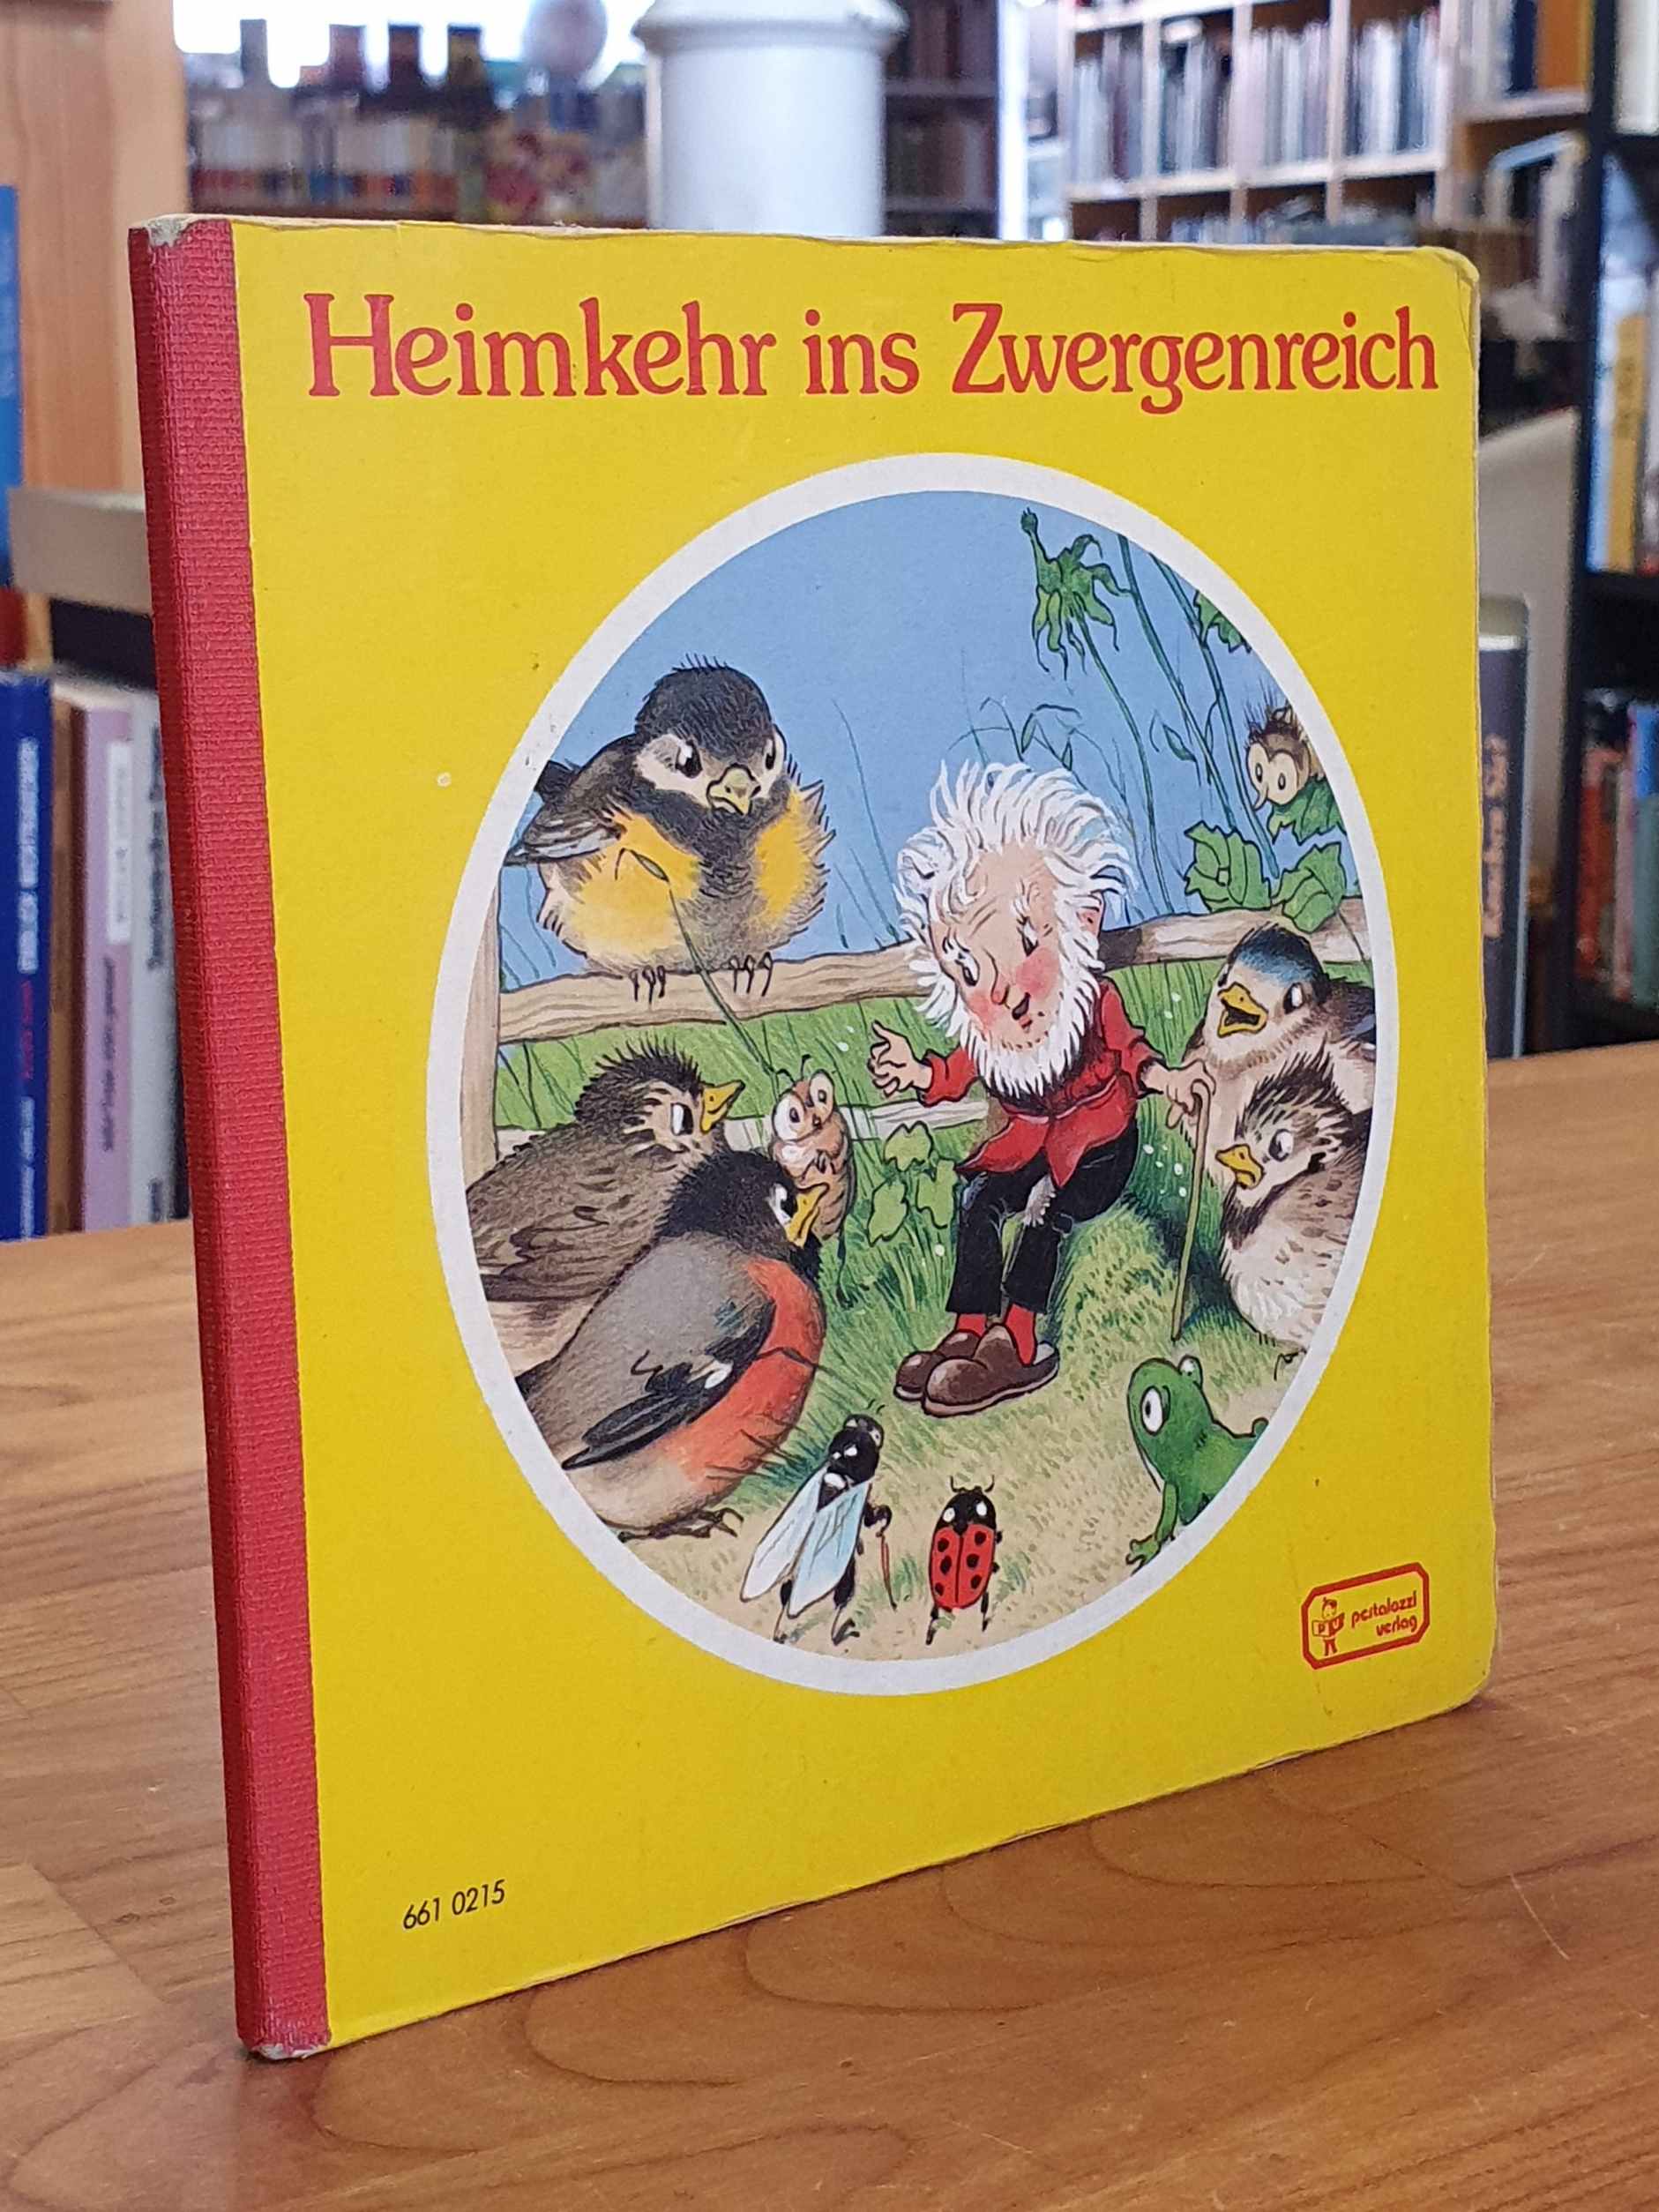 Heimkehr ins Zwergenreich
pestalozzi
verlag
661 0215